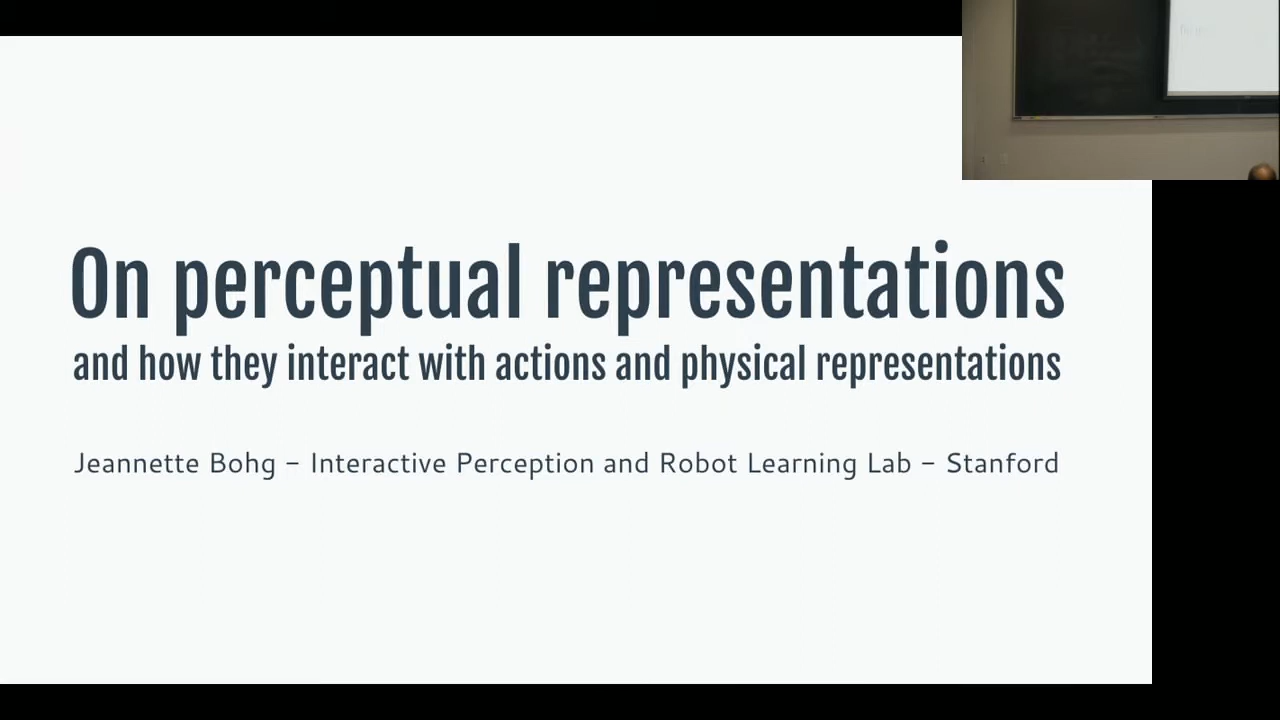 On perceptual representations
and how they interact with actions and physical representations
Jeannette Bohg - Interactive Perception and Robot Learning Lab - Stanford